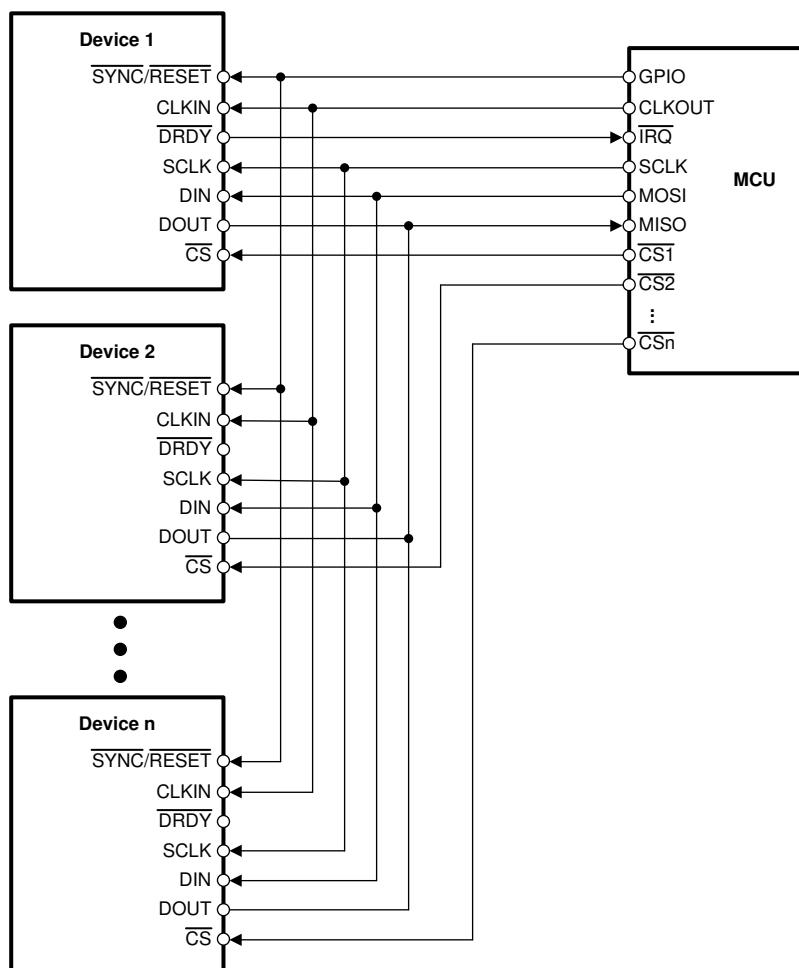 Device 1
SYNC/RESET
CLKIN
DRDY
SCLK
DIN
DOUT
CS
GPIO
CLKOUT
IRQ
SCLK
MOSI
MISO
CS1
CS2
⋮
CSn
MCU
Device 2
SYNC/RESET
CLKIN
DRDY
SCLK
DIN
DOUT
CS
Device n
SYNC/RESET
CLKIN
DRDY
SCLK
DIN
DOUT
CS